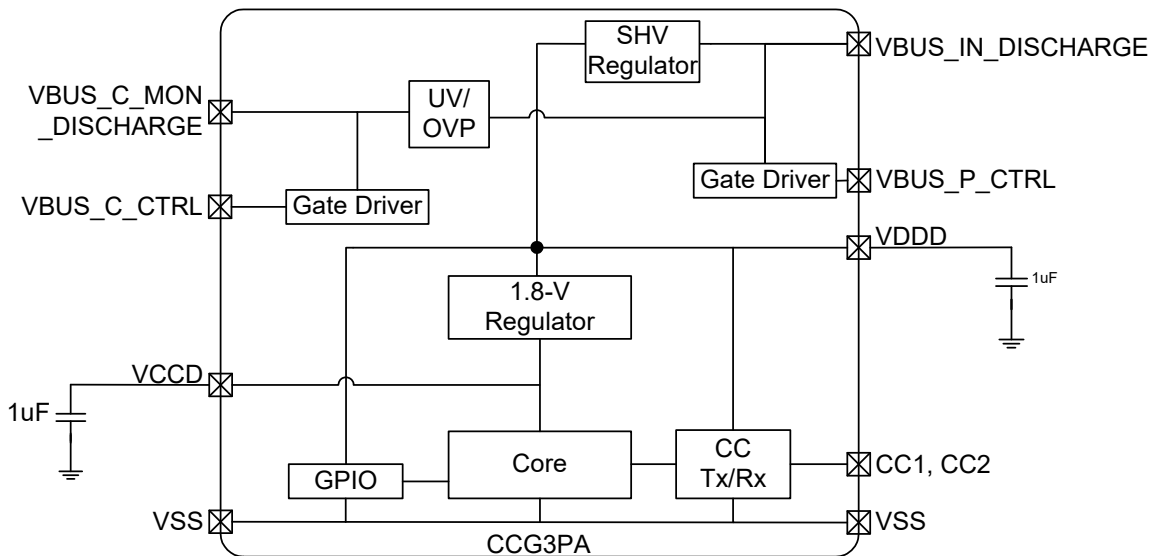 SHV
Regulator
VBUS_IN_DISCHARGE
VBUS_C_MON
_DISCHARGE
UV/
OVP
Gate Driver
VBUS_P_CTRL
VBUS_C_CTRL
Gate Driver
VDDD
1uF
1.8-V
Regulator
VCCD
1uF
Core
CC
Tx/Rx
CC1, CC2
GPIO
VSS
VSS
CCG3PA